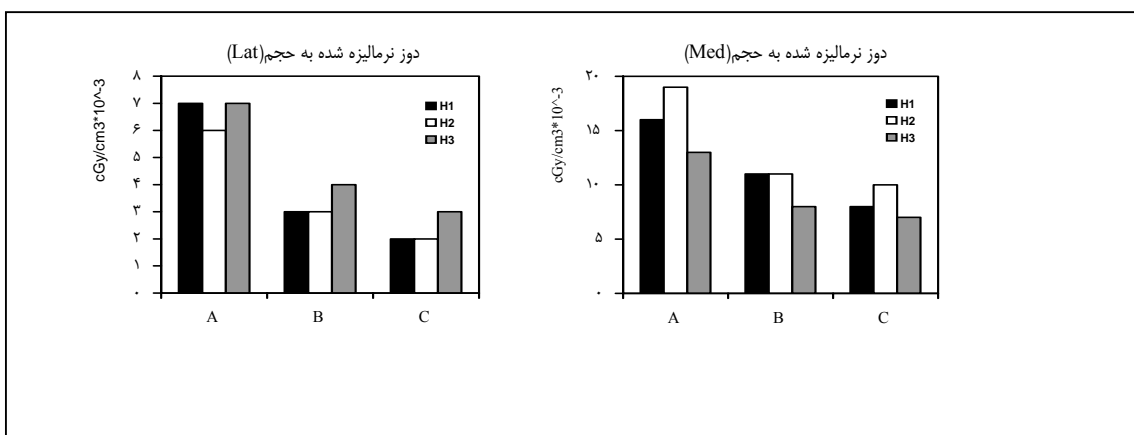 دوز نرمالیزه شده به حجم(Lat)
cGy/cm3*10^-3
۸
۷
۶
۵
۴
۳
۲
۱
۰
H1
H2
H3
A B C
دوز نرمالیزه شده به حجم(Med)
cGy/cm3*10^-3
۲۰
۱۵
۱۰
۵
۰
H1
H2
H3
A B C